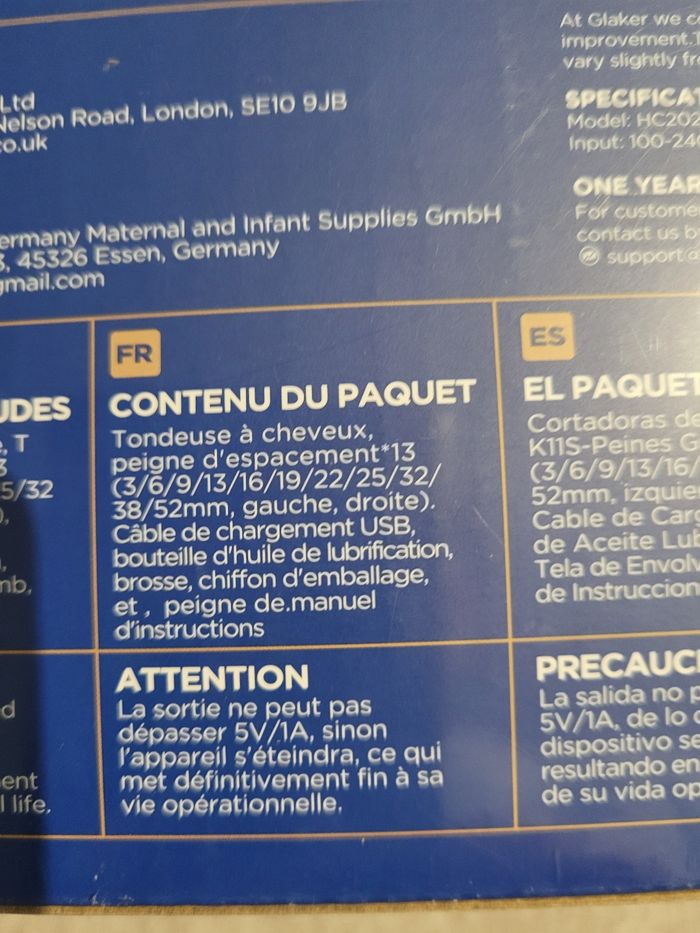 At Glaker we
improvement.
vary slightly
Ltd
Nelson Road, London, SE10 9JB
co.uk
SPECIFICAT
Model: HC202
Input: 100-24
ONE YEAR
For custome
contact us b
support@
ermany Maternal and Infant Supplies GmbH
3, 45326 Essen, Germany
gmail.com
UDES
, T
3
5/32
),
nb,
FR
CONTENU DU PAQUET
Tondeuse à cheveux,
peigne d'espacement*13
(3/6/9/13/16/19/22/25/32/
38/52mm, gauche, droite).
Câble de chargement USB,
bouteille d'huile de lubrification,
brosse, chiffon d'emballage,
et , peigne de.manuel
d'instructions
ES
EL PAQUET
Cortadoras d
K11S-Peines G
(3/6/9/13/16/
52mm, izquie
Cable de Car
de Aceite Lub
Tela de Envolv
de Instruccion
d
ent
l life.
ATTENTION
La sortie ne peut pas
dépasser 5V/1A, sinon
l'appareil s'éteindra, ce qui
met définitivement fin à sa
vie opérationnelle.
PRECAUCI
La salida no
5V/1A, de lo
dispositivo se
resultando en
de su vida op